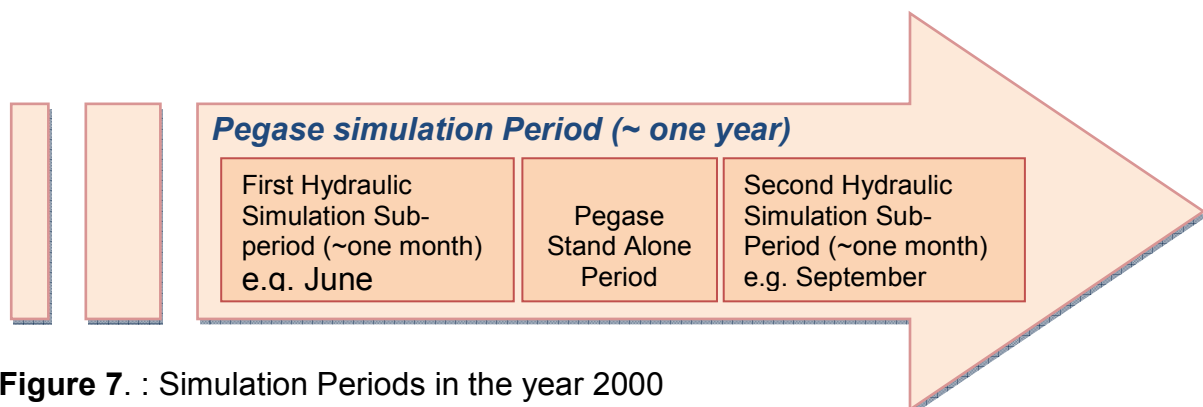 Pegase simulation Period (~ one year)
First Hydraulic
Simulation Sub-
period (~one month)
e.g. June
Pegase
Stand Alone
Period
Second Hydraulic
Simulation Sub-
Period (~one month)
e.g. September
Figure 7. : Simulation Periods in the year 2000